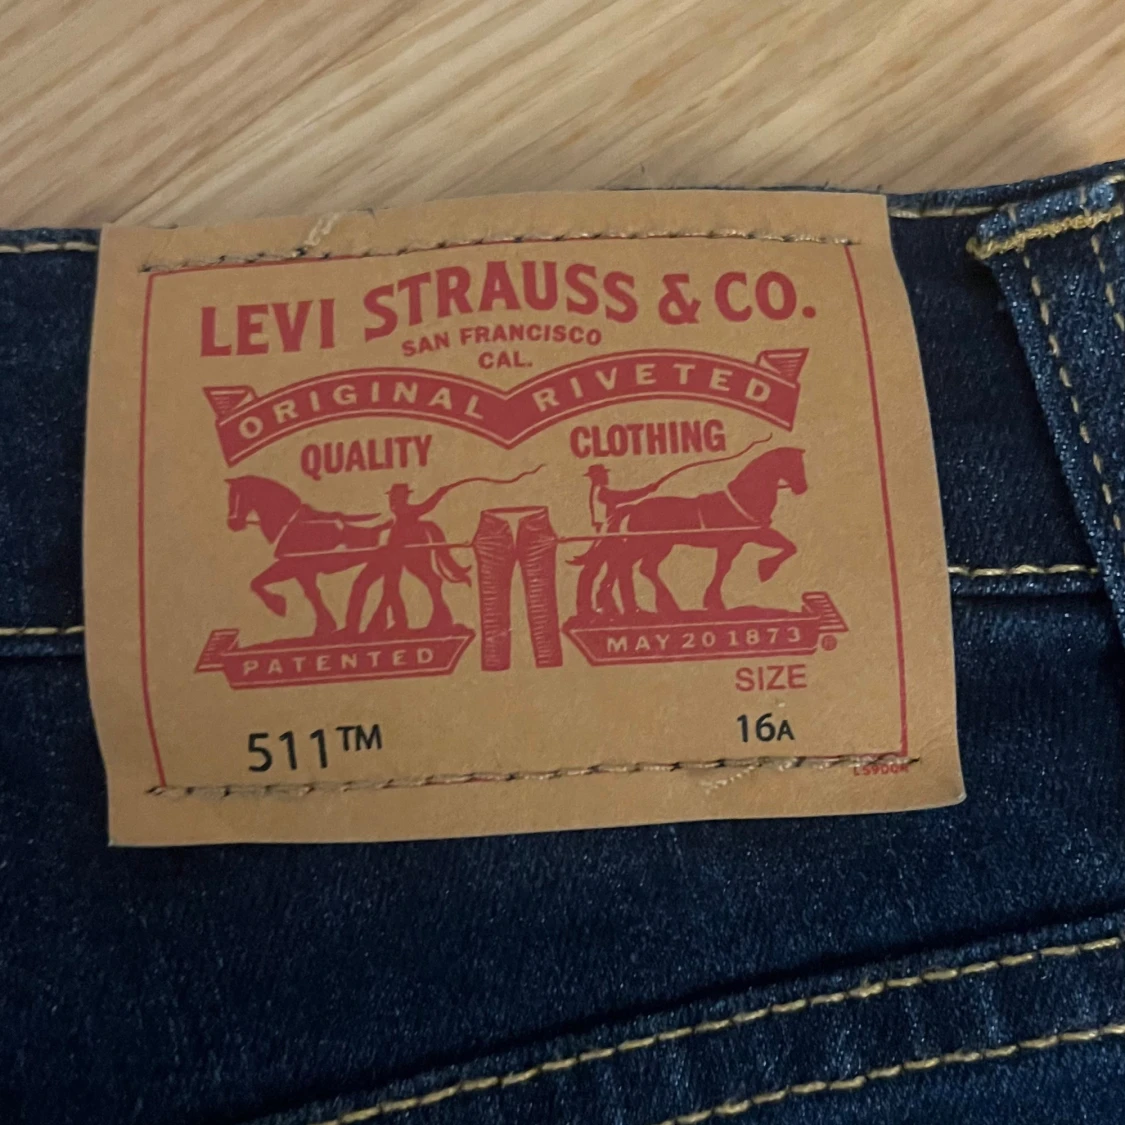 LEVI STRAUSS & CO.
SAN FRANCISCO
CAL.
ORIGINAL RIVETED
QUALITY CLOTHING
PATENTED MAY 20 1873 ®
SIZE
511™ 16A